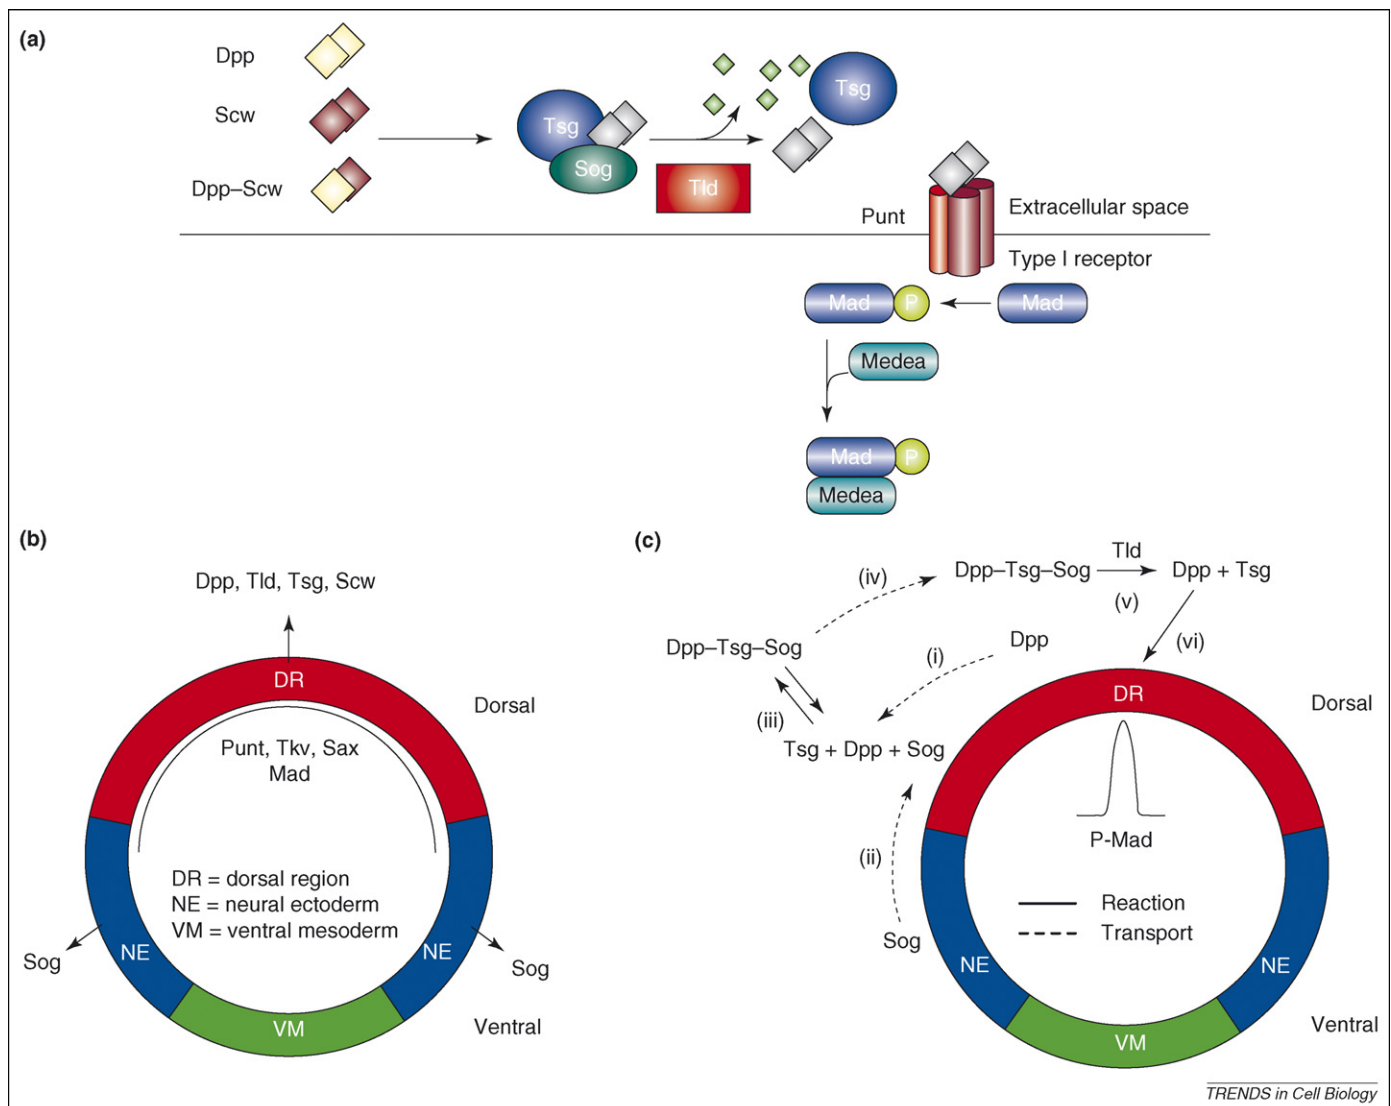 (a)
Dpp
Scw
Dpp–Scw
Tsg
Sog
Tld
Tsg
Punt
Extracellular space
Type I receptor
Mad
P
Mad
Medea
Mad
P
Medea
(b)
Dpp, Tld, Tsg, Scw
DR
Dorsal
Punt, Tkv, Sax
Mad
DR = dorsal region
NE = neural ectoderm
VM = ventral mesoderm
NE
NE
Sog
Sog
VM
Ventral
(c)
Dpp–Tsg–Sog
Tld
Dpp + Tsg
(iv)
(v)
(vi)
Dpp–Tsg–Sog
Dpp
(i)
(iii)
Tsg + Dpp + Sog
DR
Dorsal
P-Mad
(ii)
Reaction
Transport
Sog
NE
NE
VM
Ventral
TRENDS in Cell Biology